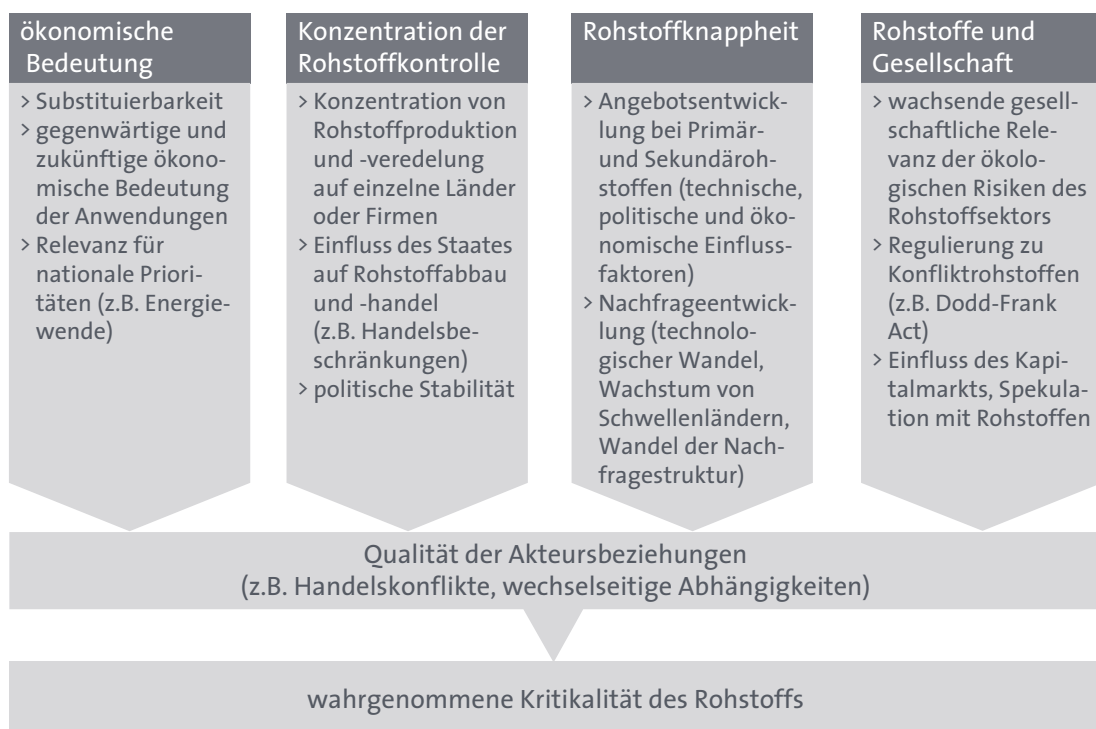 ökonomische
Bedeutung
> Substituierbarkeit
> gegenwärtige und
zukünftige ökono-
mische Bedeutung
der Anwendungen
> Relevanz für
nationale Priori-
täten (z.B. Energie-
wende)
Konzentration der
Rohstoffkontrolle
> Konzentration von
Rohstoffproduktion
und -veredelung
auf einzelne Länder
oder Firmen
> Einfluss des Staates
auf Rohstoffabbau
und -handel
(z.B. Handelsbe-
schränkungen)
> politische Stabilität
Rohstoffknappheit
> Angebotsentwick-
lung bei Primär-
und Sekundäroh-
stoffen (technische,
politische und öko-
nomische Einfluss-
faktoren)
> Nachfrageentwick-
lung (technolo-
gischer Wandel,
Wachstum von
Schwellenländern,
Wandel der Nach-
fragestruktur)
Rohstoffe und
Gesellschaft
> wachsende gesell-
schaftliche Rele-
vanz der ökolo-
gischen Risiken des
Rohstoffsektors
> Regulierung zu
Konfliktrohstoffen
(z.B. Dodd-Frank
Act)
> Einfluss des Kapi-
talmarkts, Spekula-
tion mit Rohstoffen
Qualität der Akteursbeziehungen
(z.B. Handelskonflikte, wechselseitige Abhängigkeiten)
wahrgenommene Kritikalität des Rohstoffs